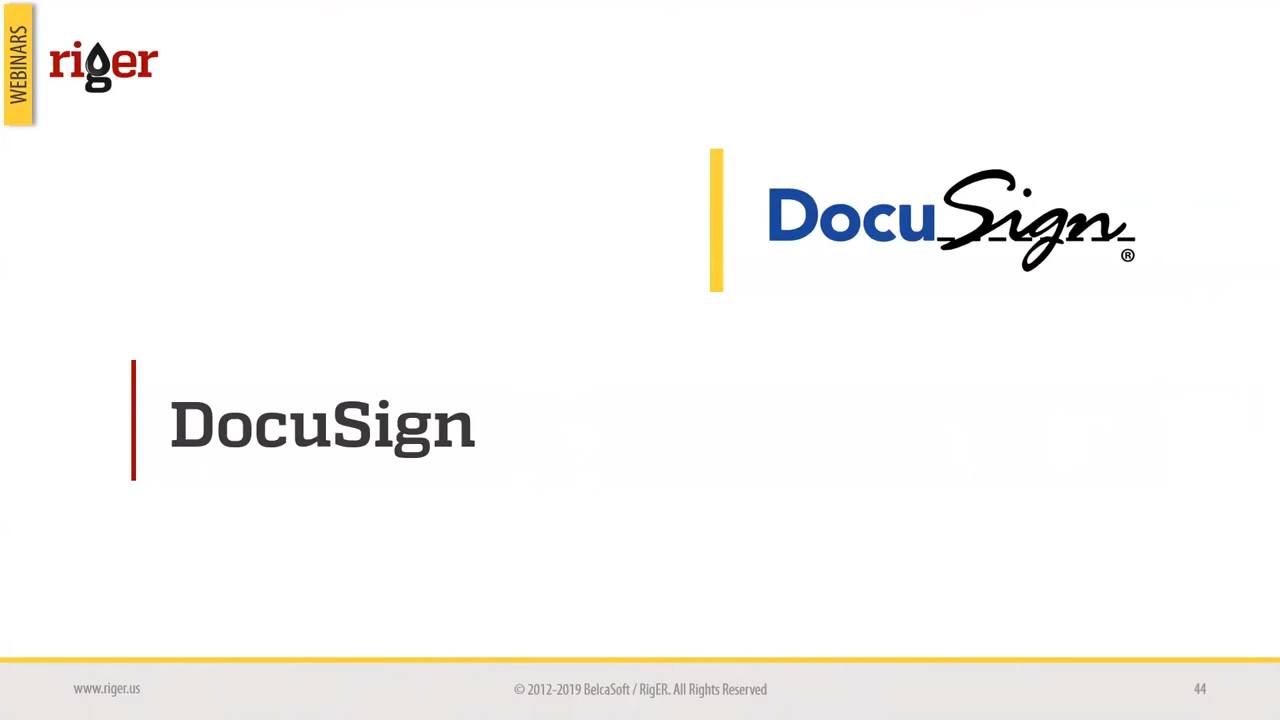 WEBINARS
riger
DocuSign
®
DocuSign
www.riger.us
© 2012-2019 BelcaSoft / RigER. All Rights Reserved
44